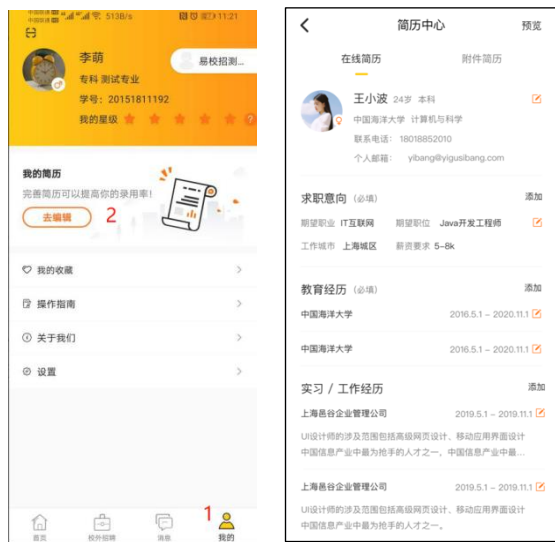 513B/s
11:21
李萌
易校招测...
专科 测试专业
学号：20151811192
我的星级
?
我的简历
完善简历可以提高你的录用率!
去编辑
2
我的收藏
操作指南
关于我们
设置
1
首页
校外招聘
消息
我的
简历中心
预览
在线简历
附件简历
王小波 24岁 本科
中国海洋大学 计算机与科学
联系电话： 18018852010
个人邮箱： yibang@yigusibang.com
求职意向 (必填)
添加
期望职业 IT互联网 期望职位 Java开发工程师
工作城市 上海城区 薪资要求 5-8k
教育经历 (必填)
添加
中国海洋大学 2016.5.1 – 2020.11.1
中国海洋大学 2016.5.1 – 2020.11.1
实习 / 工作经历
添加
上海邑谷企业管理公司 2019.5.1 – 2019.11.1
UI设计师的涉及范围包括高级网页设计、移动应用界面设计
中国信息产业中最为抢手的人才之一、中国信息产业中最...
上海邑谷企业管理公司 2019.5.1 – 2019.11.1
UI设计师的涉及范围包括高级网页设计、移动应用界面设计
中国信息产业中最为抢手的人才之一。